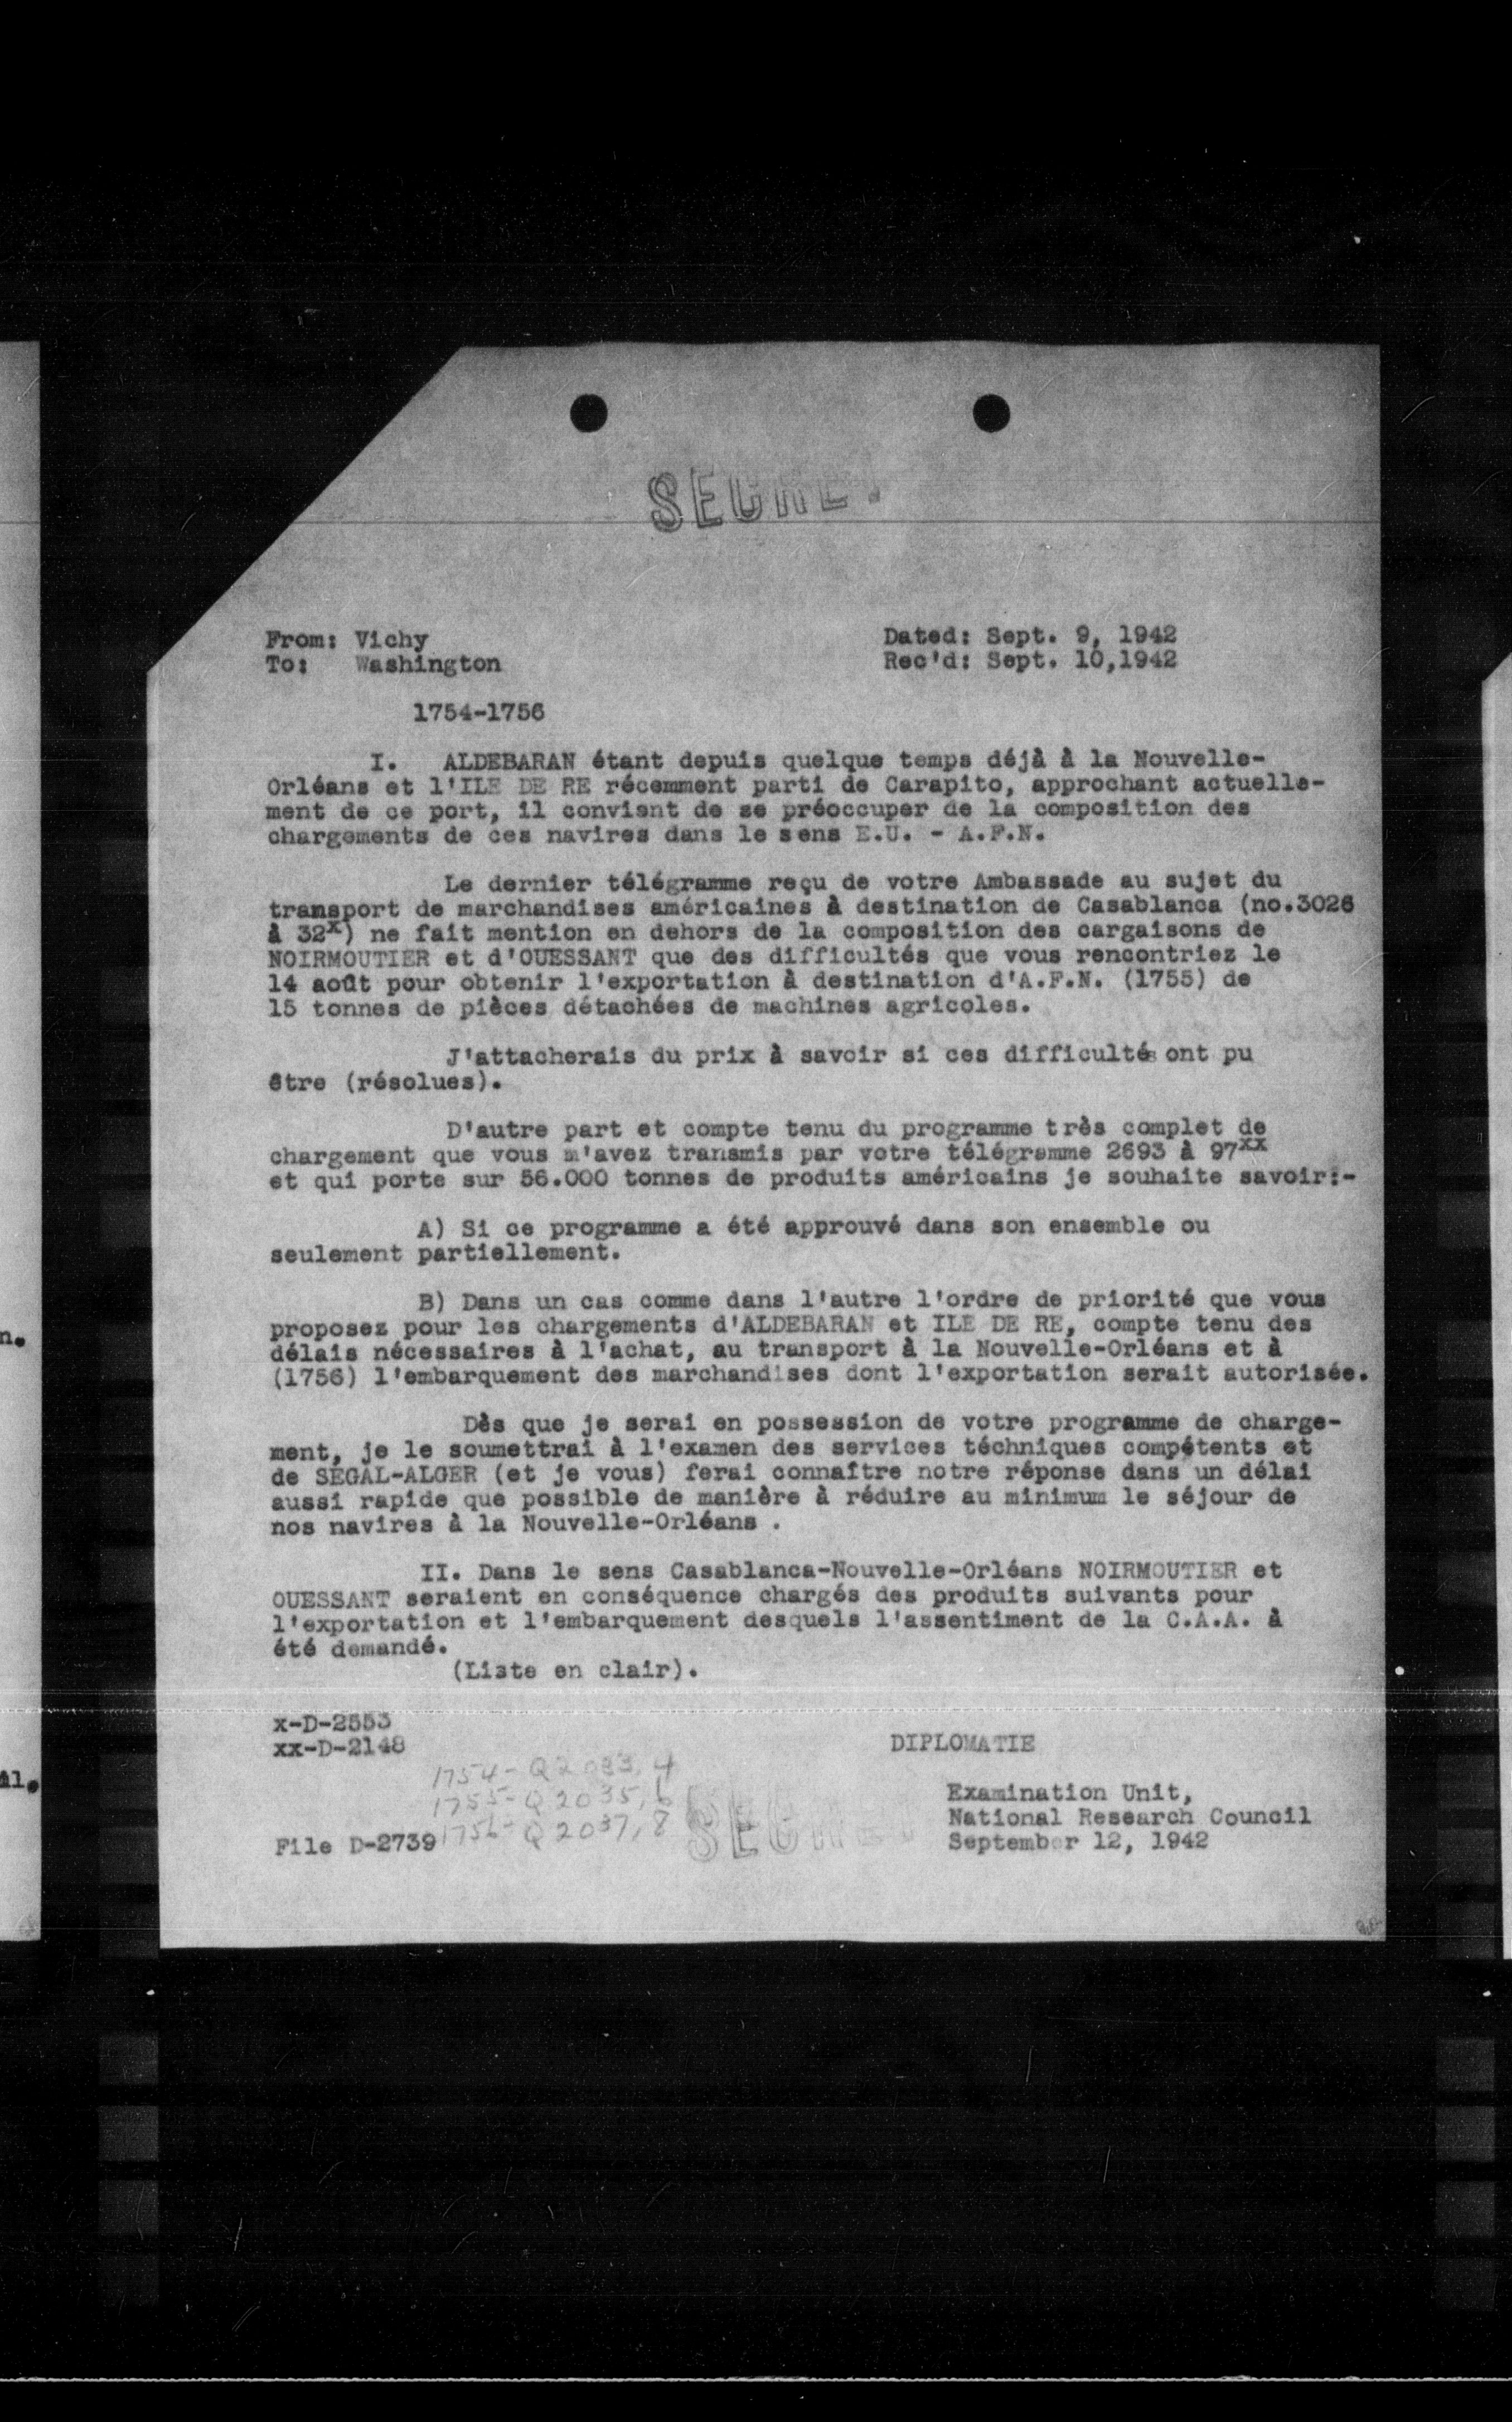 SECRET
From: Vichy
To: Washington
Dated: Sept. 9, 1942
Rec'd: Sept. 10,1942
1754-1756
I. ALDEBARAN étant depuis quelque temps déjà à la Nouvelle-
Orléans et l'ILE DE RE récemment parti de Carapito, approchant actuelle-
ment de ce port, il convient de se préoccuper de la composition des
chargements de ces navires dans le sens E.U. - A.F.N.
Le dernier télégramme reçu de votre Ambassade au sujet du
transport de marchandises américaines à destination de Casablanca (no.3026
à 32x) ne fait mention en dehors de la composition des cargaisons de
NOIRMOUTIER et d'OUESSANT que des difficultés que vous rencontriez le
14 août pour obtenir l'exportation à destination d'A.F.N. (1755) de
15 tonnes de pièces détachées de machines agricoles.
J'attacherais du prix à savoir si ces difficultés ont pu
être (résolues).
D'autre part et compte tenu du programme très complet de
chargement que vous m'avez transmis par votre télégramme 2693 à 97xx
et qui porte sur 56.000 tonnes de produits américains je souhaite savoir:-
A) Si ce programme a été approuvé dans son ensemble ou
seulement partiellement.
B) Dans un cas comme dans l'autre l'ordre de priorité que vous
proposez pour les chargements d'ALDEBARAN et ILE DE RE, compte tenu des
délais nécessaires à l'achat, au transport à la Nouvelle-Orléans et à
(1756) l'embarquement des marchandises dont l'exportation serait autorisée.
Dès que je serai en possession de votre programme de charge-
ment, je le soumettrai à l'examen des services téchniques compétents et
de SEGAL-ALGER (et je vous) ferai connaître notre réponse dans un délai
aussi rapide que possible de manière à réduire au minimum le séjour de
nos navires à la Nouvelle-Orléans .
II. Dans le sens Casablanca-Nouvelle-Orléans NOIRMOUTIER et
OUESSANT seraient en conséquence chargés des produits suivants pour
l'exportation et l'embarquement desquels l'assentiment de la C.A.A. à
été demandé.
(Liste en clair).
x-D-2553
xx-D-2148
DIPLOMATIE
1754-Q2033,4
1755-Q2035,6
1756-Q2037,8
SECRET
Examination Unit,
National Research Council
September 12, 1942
File D-2739
n.